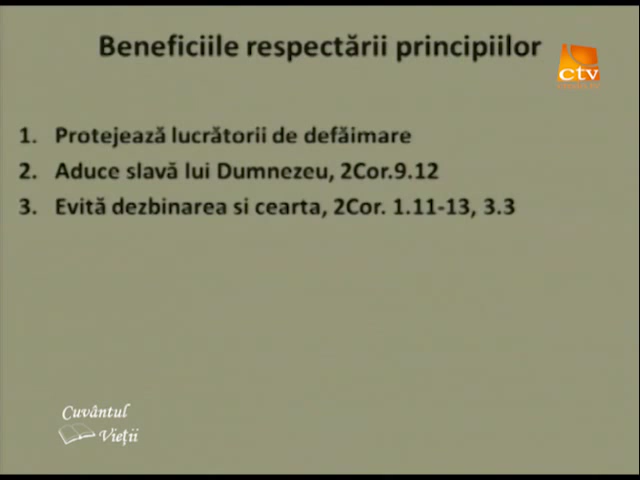 Beneficiile respectării principiilor
ctv
1. Protejează lucrătorii de defăimare
2. Aduce slavă lui Dumnezeu, 2Cor.9.12
3. Evită dezbinarea si cearta, 2Cor. 1.11-13, 3.3
Cuvântul
Vieții